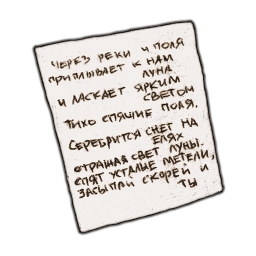 ЧЕРЕЗ РЕКИ И ПОЛЯ
ПРИПЛЫВАЕТ К НАМ
ЛУНА
И ЛАСКАЕТ ЯРКИМ
СВЕТОМ
ТИХО СПЯЩИЕ ПОЛЯ.
СЕРЕБРИТСЯ СНЕГ НА
ЕЛЯХ
ОТРАЖАЯ СВЕТ ЛУНЫ.
СПЯТ УСТАЛЫЕ МЕТЕЛИ,
ЗАСЫПАЙ СКОРЕЙ И
ТЫ